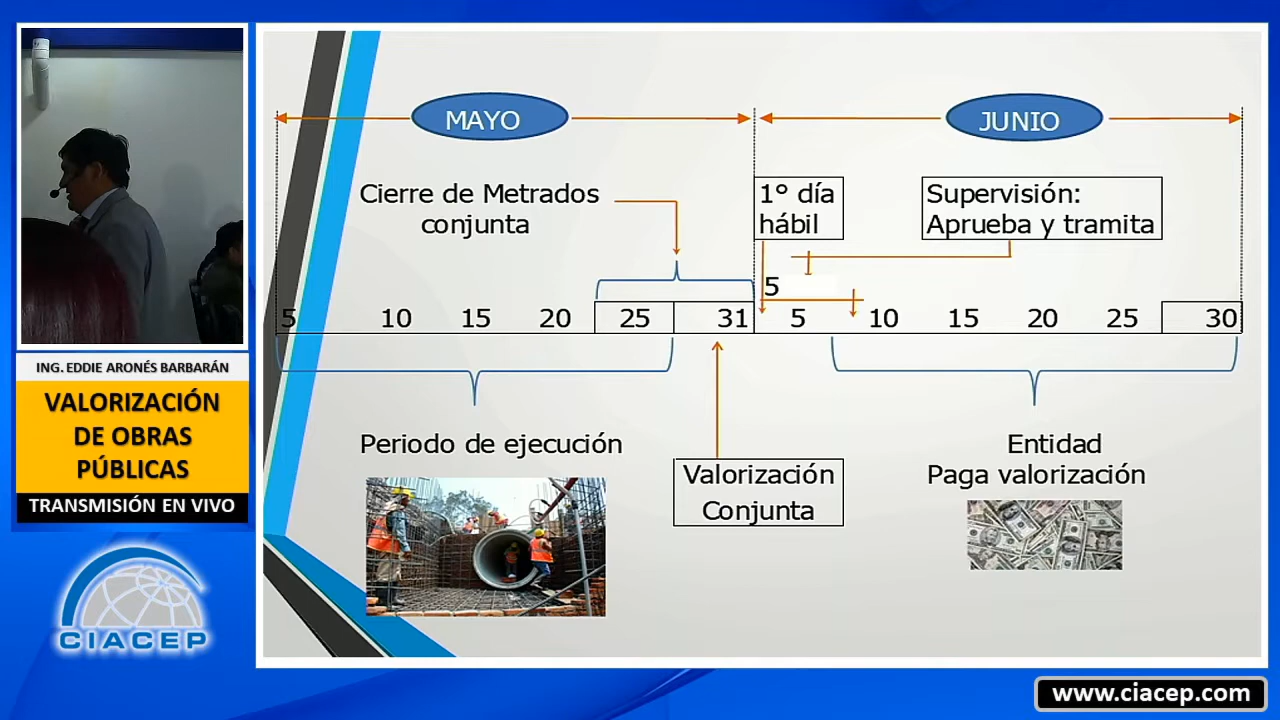 MAYO
JUNIO
Cierre de Metrados
conjunta
1° día
hábil
Supervisión:
Aprueba y tramita
5
5 10 15 20 25 31 5 10 15 20 25 30
Periodo de ejecución
Valorización
Conjunta
Entidad
Paga valorización
ING. EDDIE ARONÉS BARBARÁN
VALORIZACIÓN
DE OBRAS
PÚBLICAS
TRANSMISIÓN EN VIVO
CIACEP
www.ciacep.com